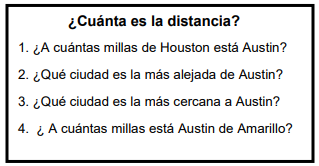 ¿Cuánta es la distancia?
1. ¿A cuántas millas de Houston está Austin?
2. ¿Qué ciudad es la más alejada de Austin?
3. ¿Qué ciudad es la más cercana a Austin?
4. ¿ A cuántas millas está Austin de Amarillo?